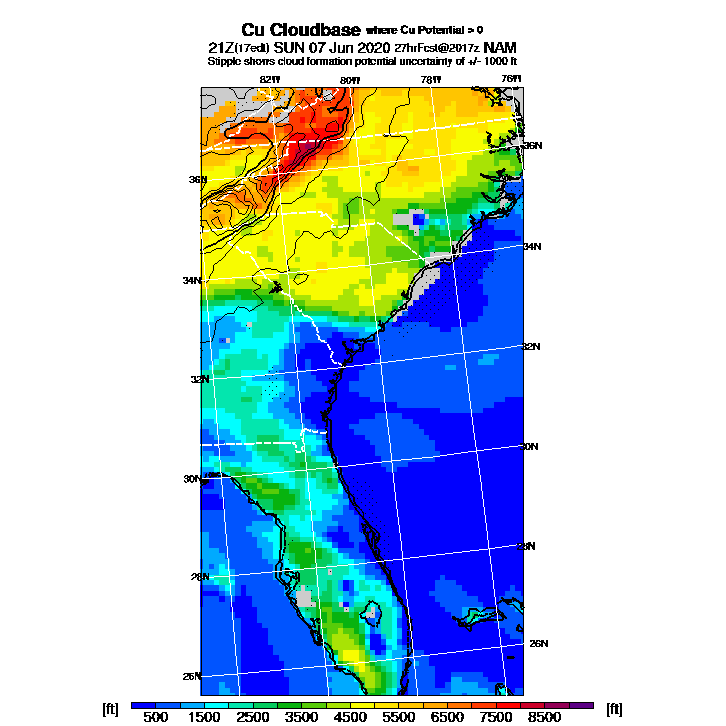 Cu Cloudbase where Cu Potential > 0
21Z(17edt) SUN 07 Jun 2020 27hrFcst@2017z NAM
Stipple shows cloud formation potential uncertainty of +/- 1000 ft
82W 80W 78W 76W
36N
36N
34N
34N
32N
32N
30N
30N
28N
28N
26N
26N
[ft] 500 1500 2500 3500 4500 5500 6500 7500 8500 [ft]